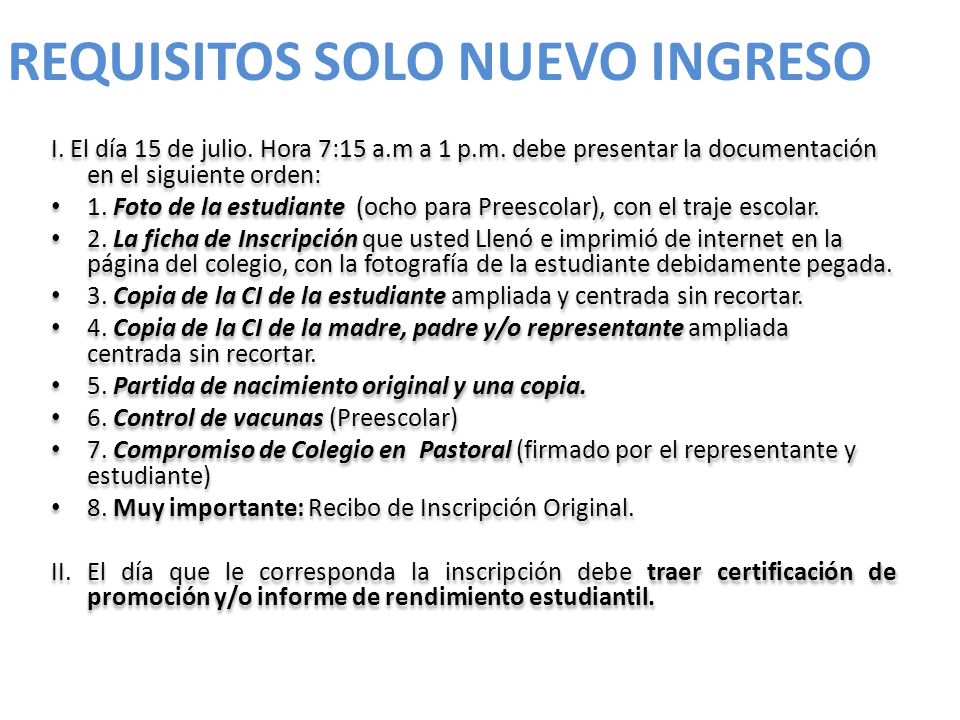 REQUISITOS SOLO NUEVO INGRESO
I. El día 15 de julio. Hora 7:15 a.m a 1 p.m. debe presentar la documentación
en el siguiente orden:
• 1. Foto de la estudiante (ocho para Preescolar), con el traje escolar.
• 2. La ficha de Inscripción que usted Llenó e imprimió de internet en la
página del colegio, con la fotografía de la estudiante debidamente pegada.
• 3. Copia de la CI de la estudiante ampliada y centrada sin recortar.
• 4. Copia de la CI de la madre, padre y/o representante ampliada
centrada sin recortar.
• 5. Partida de nacimiento original y una copia.
• 6. Control de vacunas (Preescolar)
• 7. Compromiso de Colegio en Pastoral (firmado por el representante y
estudiante)
• 8. Muy importante: Recibo de Inscripción Original.
II. El día que le corresponda la inscripción debe traer certificación de
promoción y/o informe de rendimiento estudiantil.